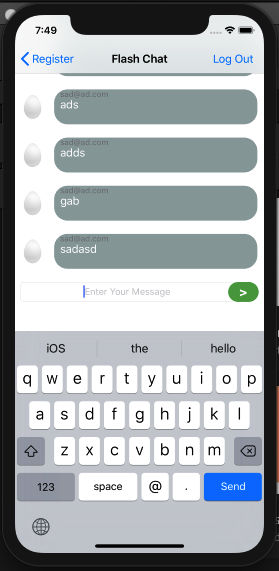 7:49
Register Flash Chat Log Out
sad@ad.com
ads
sad@ad.com
adds
sad@ad.com
gab
sad@ad.com
sadasd
Enter Your Message >
iOS the hello
q w e r t y u i o p
a s d f g h j k l
z x c v b n m
123 space @ . Send